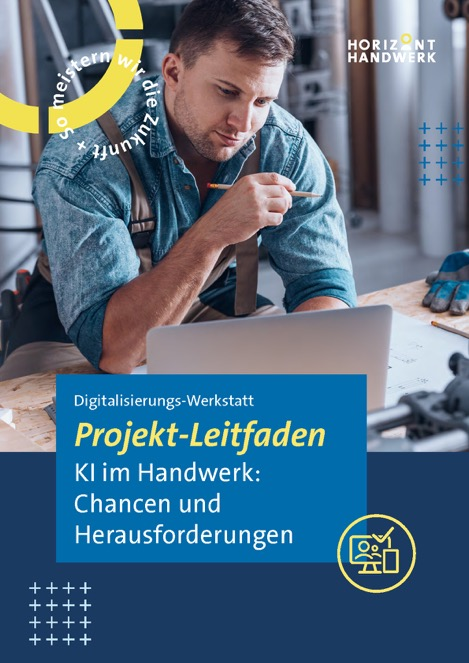 So meistern wir die Zukunft +
HORIZONT
HANDWERK
Digitalisierungs-Werkstatt
Projekt-Leitfaden
KI im Handwerk:
Chancen und
Herausforderungen